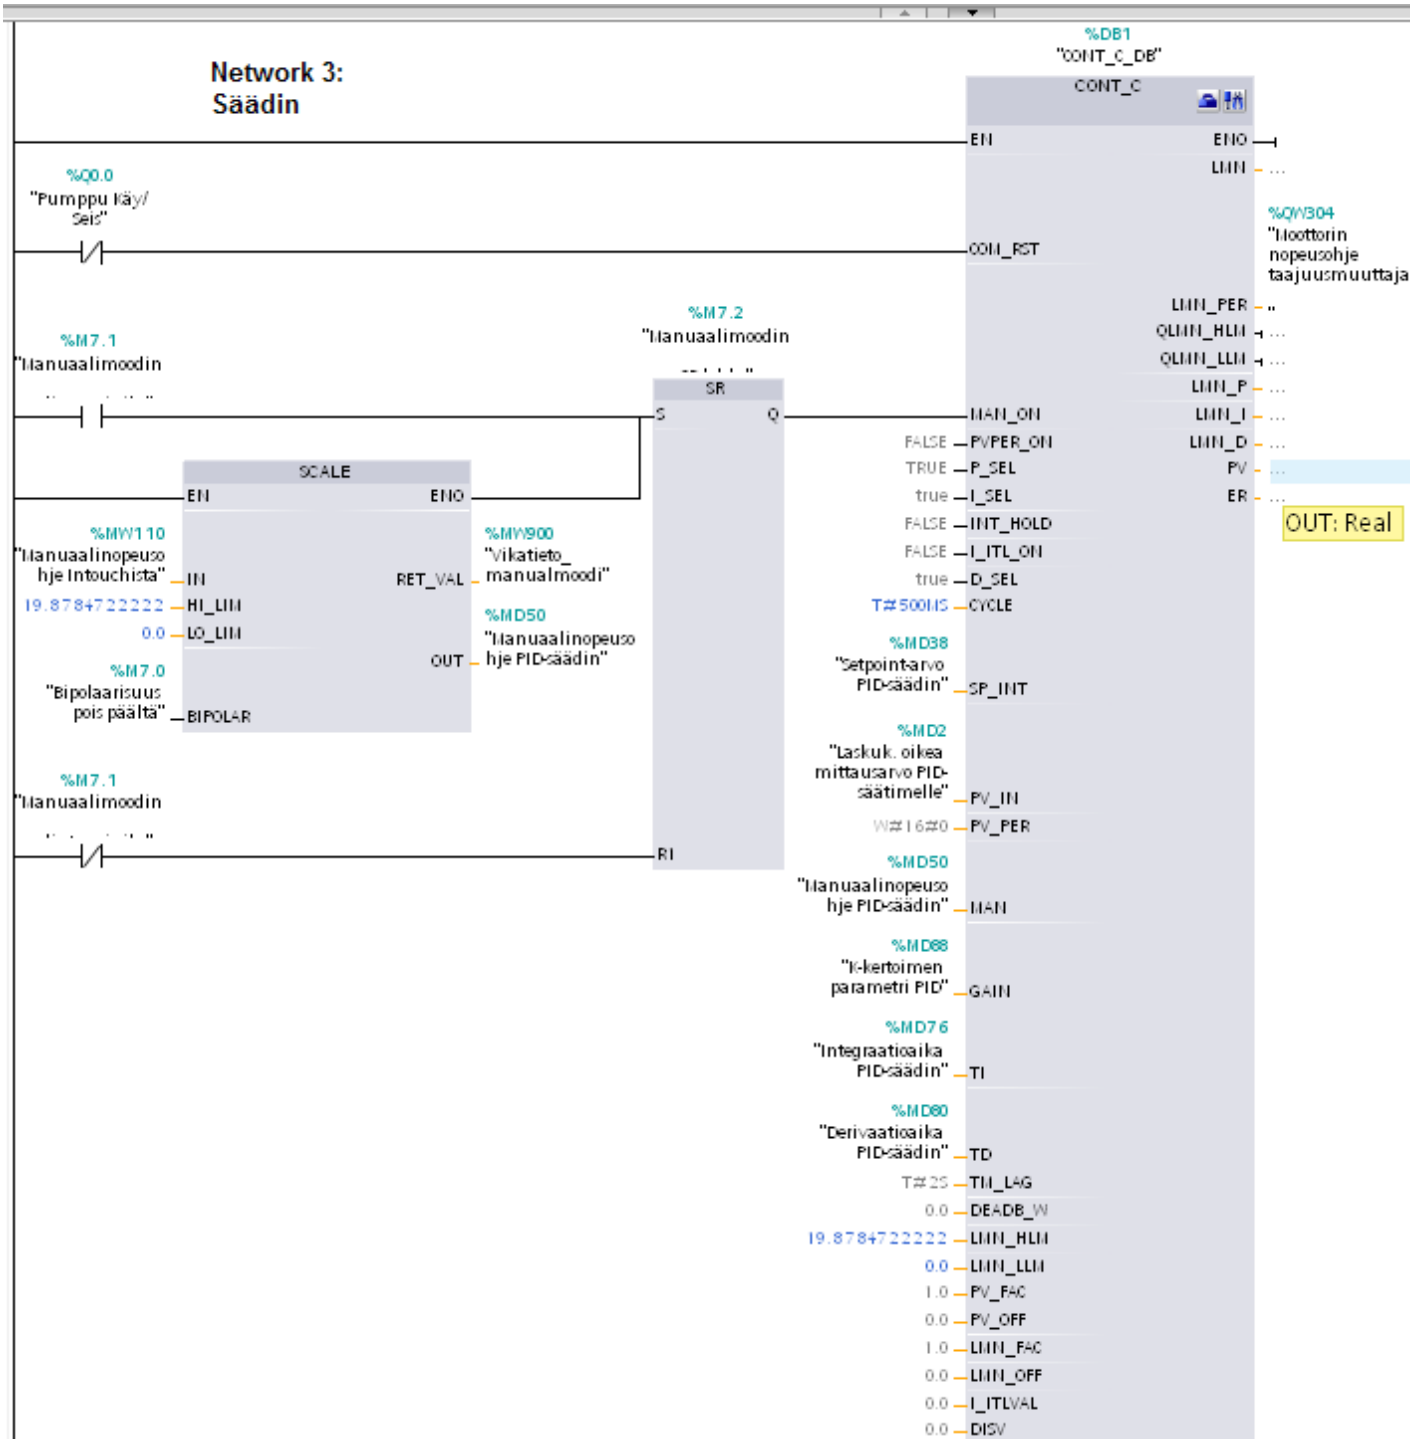 Network 3:
Säädin
%DB1
"CONT_C_DB"
CONT_C
EN
ENO
LMN
...
%Q0.0
"Pumppu Käy/
Seis"
COM_RST
%QW304
"Moottorin
nopeusohje
taajuusmuuttaja
LMN_PER
QLMN_HLM
...
QLMN_LLM
...
LMN_P
...
LMN_I
...
LMN_D
...
PV
...
ER
...
OUT: Real
%M7.1
"Manuaalimoodin
%M7.2
"Manuaalimoodin
SR
S
Q
R1
MAN_ON
FALSE
PVPER_ON
TRUE
P_SEL
true
I_SEL
FALSE
INT_HOLD
FALSE
I_ITL_ON
true
D_SEL
T#500MS
CYCLE
SCALE
EN
ENO
%MW110
"Manuaalinopeuso
hje Intouchista"
IN
19.8784722222
HI_LIM
0.0
LO_LIM
%M7.0
"Bipolaarisuus
pois päältä"
BIPOLAR
%MW900
"Vikatieto_
manualmoodi"
RET_VAL
%MD50
"Manuaalinopeuso
hje PID-säädin"
OUT
%M7.1
"Manuaalimoodin
%MD38
"Setpoint-arvo
PID-säädin"
SP_INT
%MD2
"Laskuk. oikea
mittausarvo PID-
säätimelle"
PV_IN
W#16#0
PV_PER
%MD50
"Manuaalinopeuso
hje PID-säädin"
MAN
%MD88
"K-kertoimen
parametri PID"
GAIN
%MD76
"Integraatioaika
PID-säädin"
TI
%MD80
"Derivaatioaika
PID-säädin"
TD
T#2S
TM_LAG
0.0
DEADB_W
19.8784722222
LMN_HLM
0.0
LMN_LLM
1.0
PV_FAC
0.0
PV_OFF
1.0
LMN_FAC
0.0
LMN_OFF
0.0
I_ITLVAL
0.0
DISV